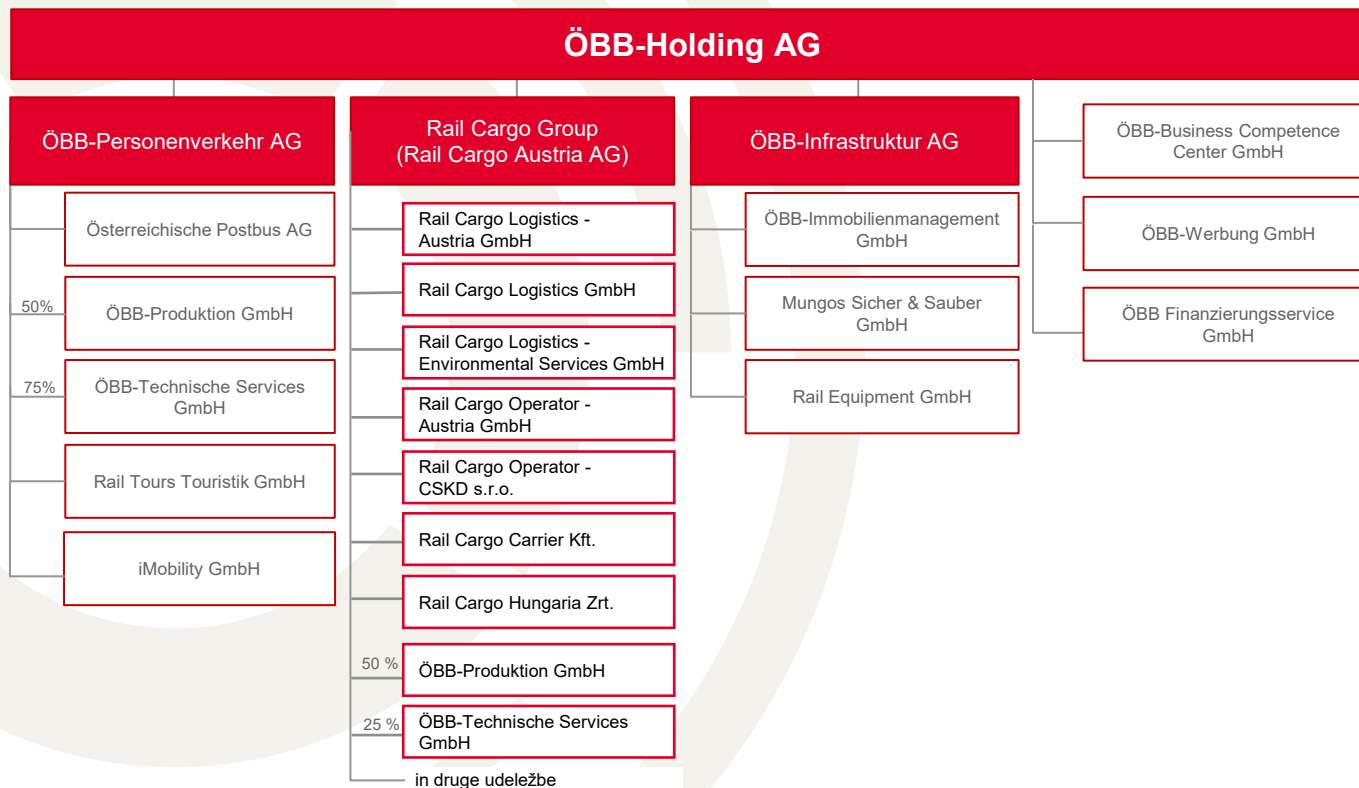 ÖBB-Holding AG
ÖBB-Personenverkehr AG
Österreichische Postbus AG
50%
ÖBB-Produktion GmbH
75%
ÖBB-Technische Services
GmbH
Rail Tours Touristik GmbH
iMobility GmbH
Rail Cargo Group
(Rail Cargo Austria AG)
Rail Cargo Logistics -
Austria GmbH
Rail Cargo Logistics GmbH
Rail Cargo Logistics -
Environmental Services GmbH
Rail Cargo Operator -
Austria GmbH
Rail Cargo Operator -
CSKD s.r.o.
Rail Cargo Carrier Kft.
Rail Cargo Hungaria Zrt.
50 %
ÖBB-Produktion GmbH
25 %
ÖBB-Technische Services
GmbH
in druge udeležbe
ÖBB-Infrastruktur AG
ÖBB-Immobilienmanagement
GmbH
Mungos Sicher & Sauber
GmbH
Rail Equipment GmbH
ÖBB-Business Competence
Center GmbH
ÖBB-Werbung GmbH
ÖBB Finanzierungsservice
GmbH